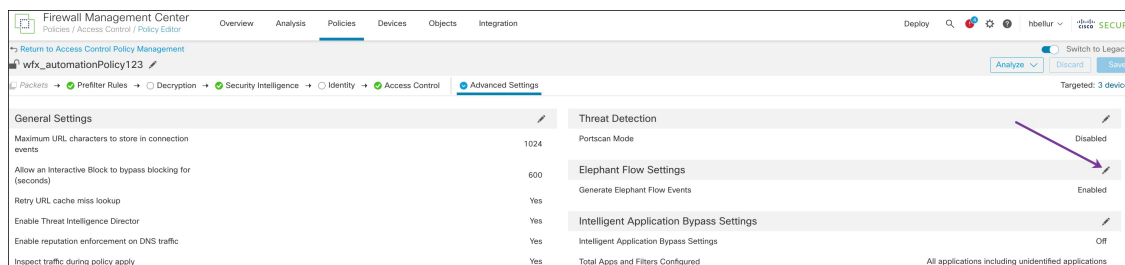 Firewall Management Center
Policies / Access Control / Policy Editor
Overview Analysis Policies Devices Objects Integration
Deploy 4 hbellur cisco SECUR
Return to Access Control Policy Management
Switch to Legac
wfx_automationPolicy123
Analyze Discard Save
Packets → Prefilter Rules → Decryption → Security Intelligence → Identity → Access Control Advanced Settings
Targeted: 3 devic
General Settings
Maximum URL characters to store in connection
events
1024
Allow an Interactive Block to bypass blocking for
(seconds)
600
Retry URL cache miss lookup Yes
Enable Threat Intelligence Director Yes
Enable reputation enforcement on DNS traffic Yes
Inspect traffic during policy apply Yes
Threat Detection
Portscan Mode Disabled
Elephant Flow Settings
Generate Elephant Flow Events Enabled
Intelligent Application Bypass Settings
Intelligent Application Bypass Settings Off
Total Apps and Filters Configured All applications including unidentified applications